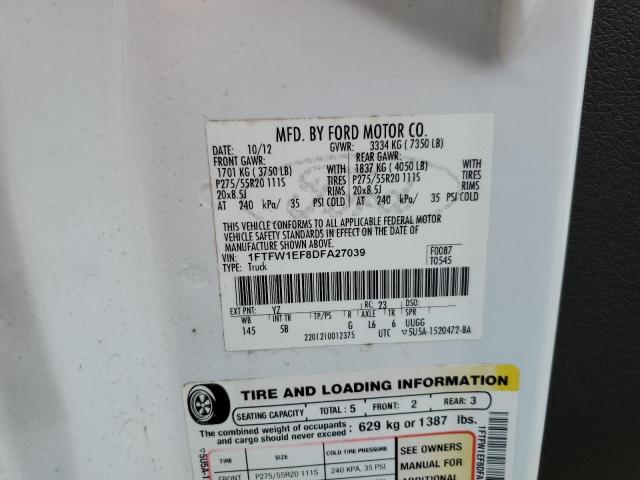 MFD. BY FORD MOTOR CO.
DATE: 10/12 GVWR: 3334 KG ( 7350 LB)
FRONT GAWR: REAR GAWR:
1701 KG ( 3750 LB) WITH 1837 KG ( 4050 LB) WITH
P275/55R20 111S TIRES P275/55R20 111S TIRES
20x8.5J RIMS 20x8.5J RIMS
AT 240 kPa/ 35 PSI COLD AT 240 kPa/ 35 PSI COLD
THIS VEHICLE CONFORMS TO ALL APPLICABLE FEDERAL MOTOR
VEHICLE SAFETY STANDARDS IN EFFECT ON THE DATE OF
MANUFACTURE SHOWN ABOVE.
VIN: 1FTFW1EF8DFA27039 F0087
TYPE: Truck T0545
EXT PNT: YZ RC: 23 DSO:
WB INT TR TP/PS R AXLE TR SPR
145 5B G L6 6 UUGG
2201210012375 UTC ▽5U5A-1520472-BA
TIRE AND LOADING INFORMATION
SEATING CAPACITY TOTAL: 5 FRONT: 2 REAR: 3
The combined weight of occupants and cargo should never exceed: 629 kg or 1387 lbs.
TIRE SIZE COLD TIRE PRESSURE SEE OWNERS
FRONT P275/55R20 111S 240 KPA, 35 PSI MANUAL FOR
ADDITIONAL
▽5U5A-1
1FTFW1EF8DFA